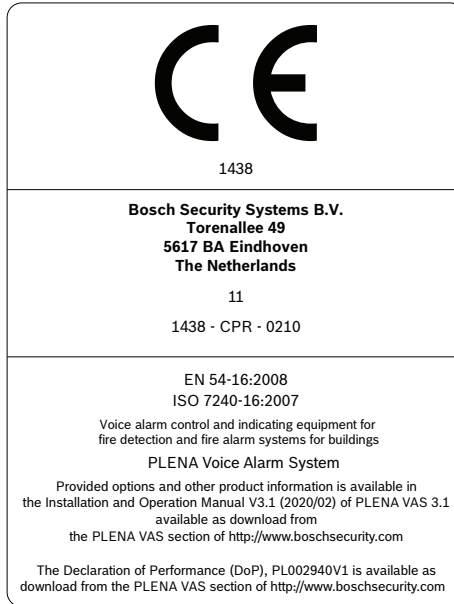 CE
1438
Bosch Security Systems B.V.
Torenallee 49
5617 BA Eindhoven
The Netherlands
11
1438 - CPR - 0210
EN 54-16:2008
ISO 7240-16:2007
Voice alarm control and indicating equipment for
fire detection and fire alarm systems for buildings
PLENA Voice Alarm System
Provided options and other product information is available in
the Installation and Operation Manual V3.1 (2020/02) of PLENA VAS 3.1
available as download from
the PLENA VAS section of http://www.boschsecurity.com
The Declaration of Performance (DoP), PL002940V1 is available as
download from the PLENA VAS section of http://www.boschsecurity.com